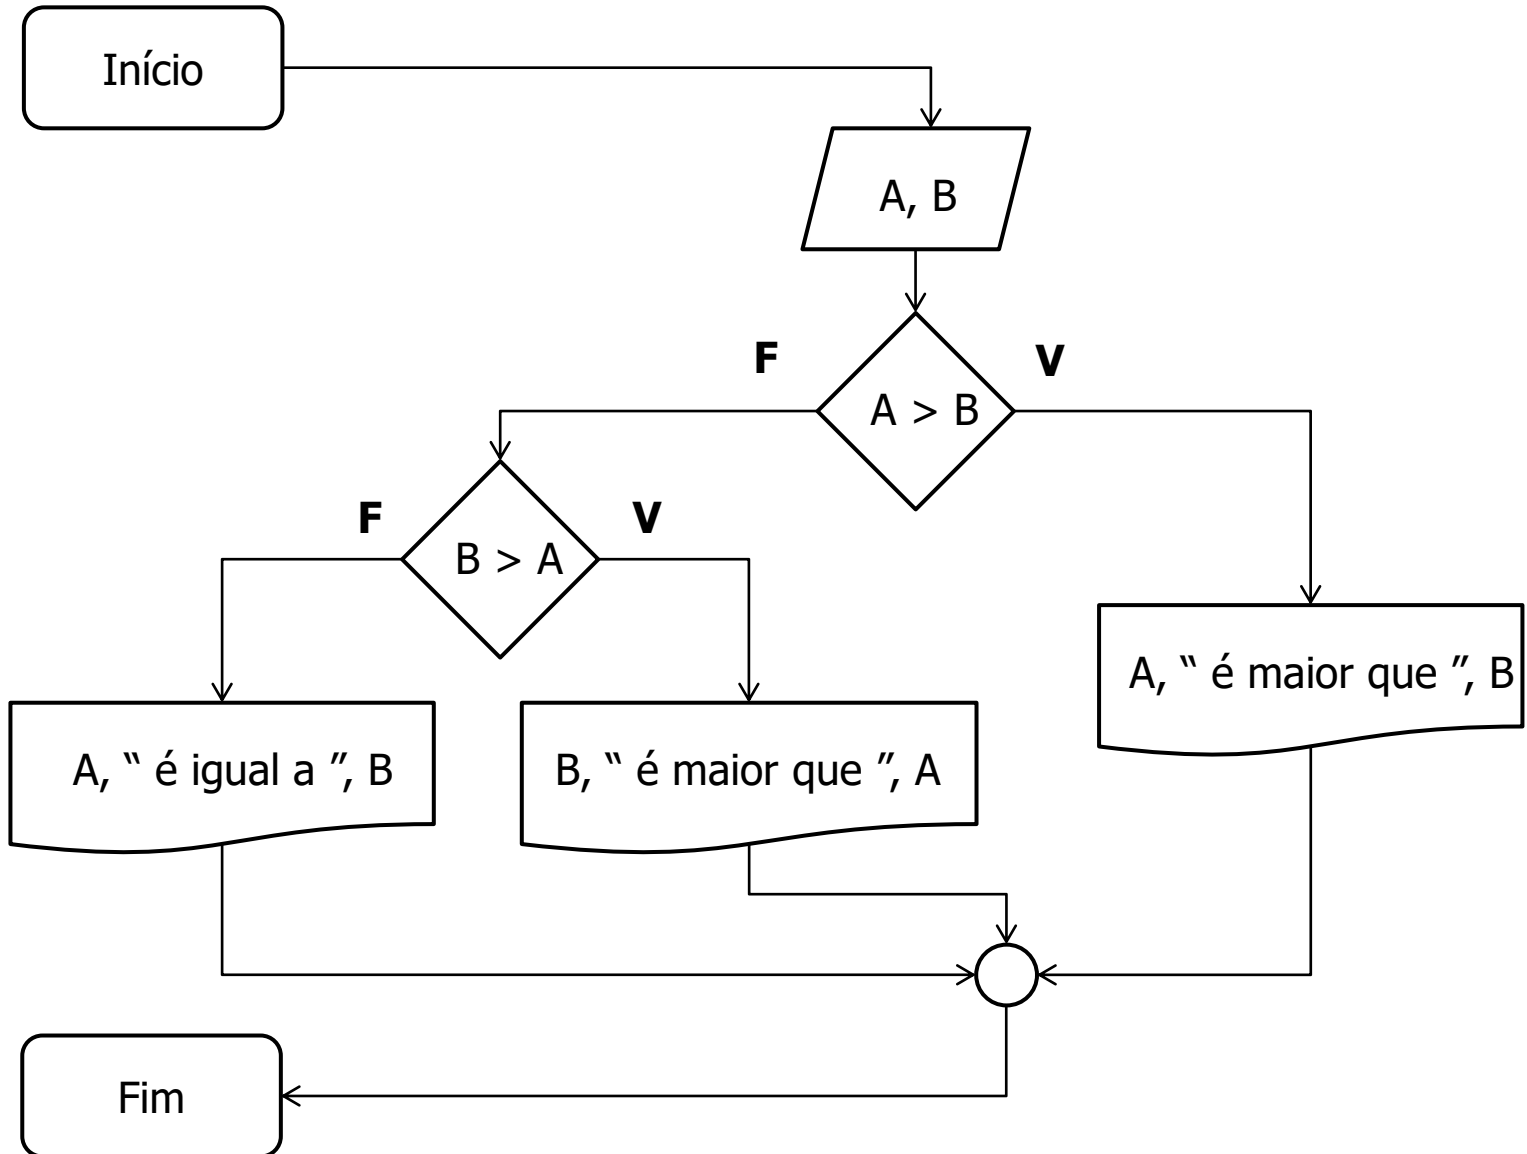 Início
A, B
F
V
A > B
F
V
B > A
A, “ é maior que ”, B
A, “ é igual a ”, B
B, “ é maior que ”, A
Fim